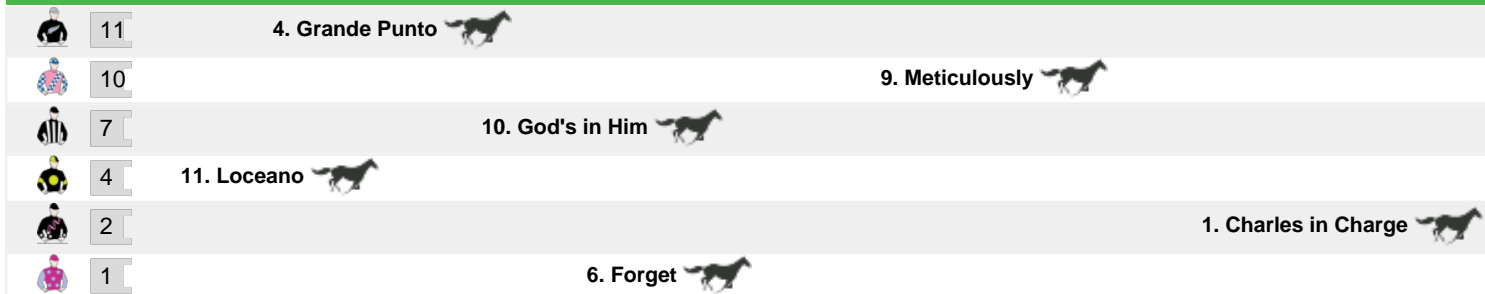 11 4. Grande Punto
10 9. Meticulously
7 10. God's in Him
4 11. Loceano
2 1. Charles in Charge
1 6. Forget